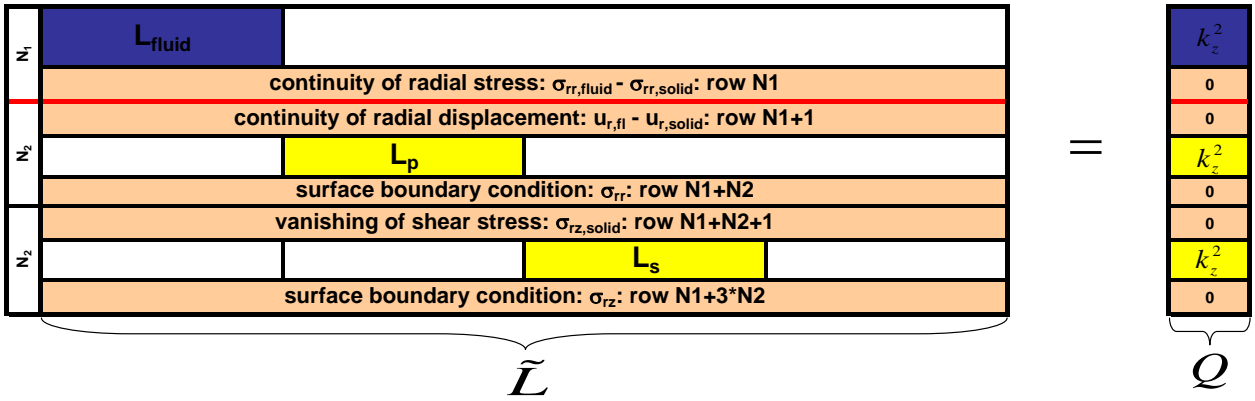 N₁
L_fluid
k_z^2
continuity of radial stress: σ_rr,fluid - σ_rr,solid: row N1
0
continuity of radial displacement: u_r,fl - u_r,solid: row N1+1
0
N₂
L_p
=
k_z^2
surface boundary condition: σ_rr: row N1+N2
0
vanishing of shear stress: σ_rz,solid: row N1+N2+1
0
N₂
L_s
k_z^2
surface boundary condition: σ_rz: row N1+3*N2
0
L̃
Q